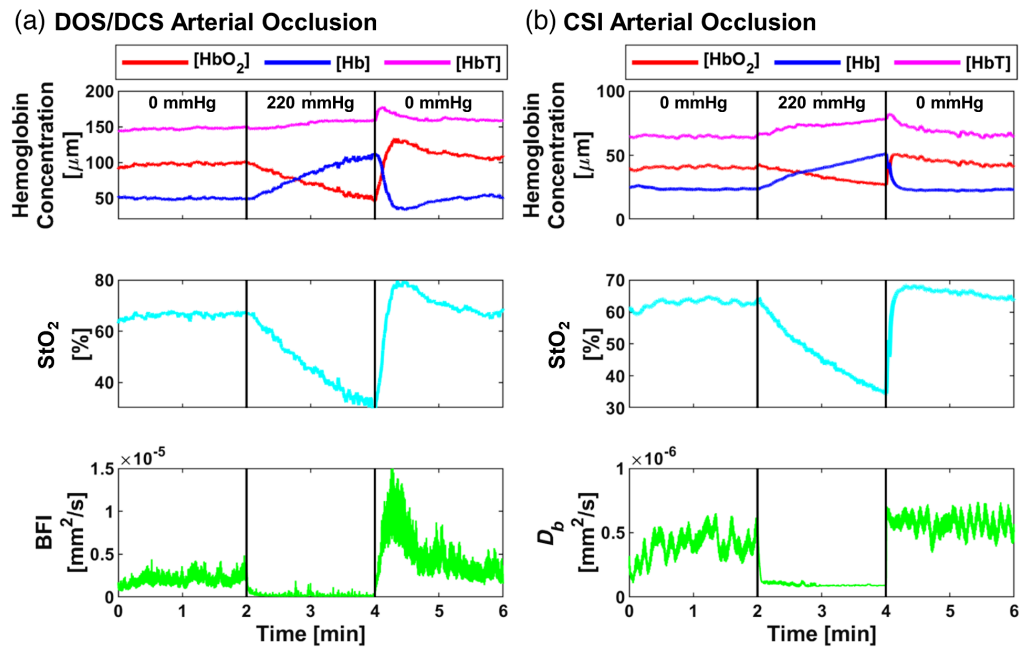 (a) DOS/DCS Arterial Occlusion
[HbO2] [Hb] [HbT]
Hemoglobin
Concentration
[μm]
200
150
100
50
0 mmHg 220 mmHg 0 mmHg
StO2
[%]
80
60
40
BFI
[mm2/s]
×10-5
1.5
1
0.5
0
0 1 2 3 4 5 6
Time [min]
(b) CSI Arterial Occlusion
[HbO2] [Hb] [HbT]
Hemoglobin
Concentration
[μm]
100
50
0
0 mmHg 220 mmHg 0 mmHg
StO2
[%]
70
60
50
40
30
Db
[mm2/s]
×10-6
1
0.5
0
0 1 2 3 4 5 6
Time [min]